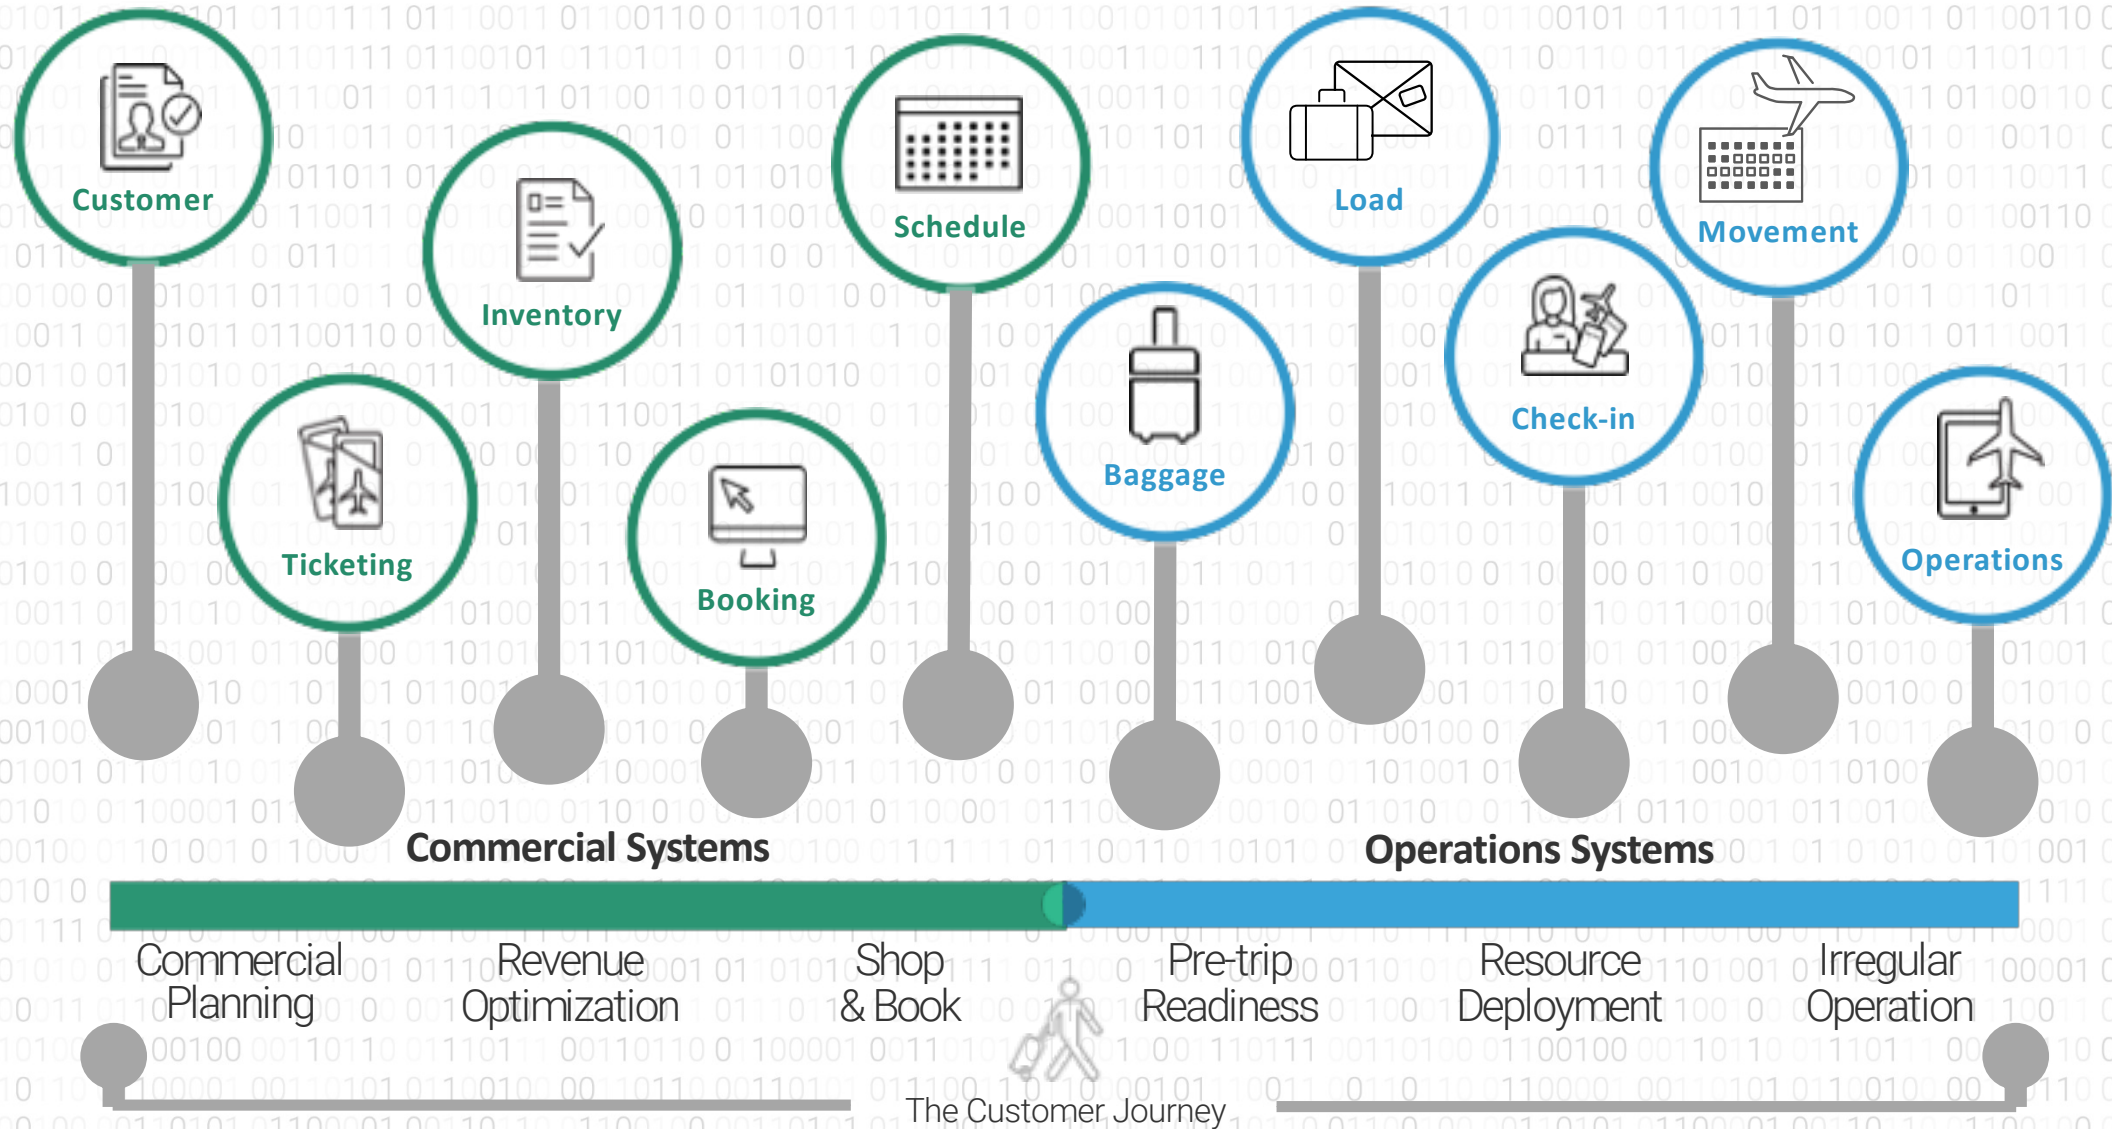 Customer
Ticketing
Inventory
Booking
Schedule
Baggage
Load
Check-in
Movement
Operations
Commercial Systems
Operations Systems
Commercial
Planning
Revenue
Optimization
Shop
& Book
Pre-trip
Readiness
Resource
Deployment
Irregular
Operation
The Customer Journey